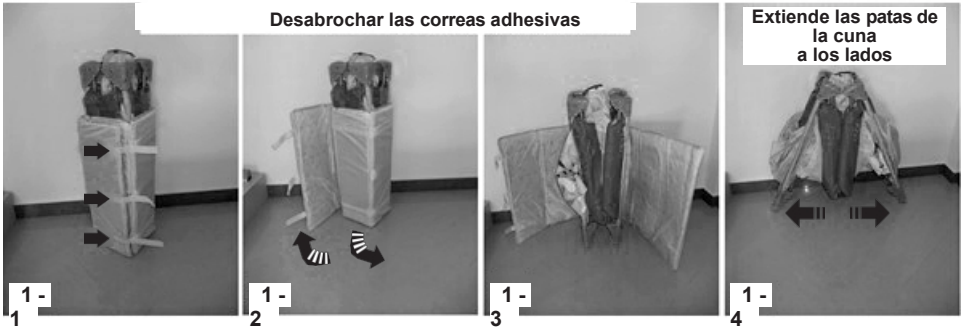 Desabrochar las correas adhesivas
Extiende las patas de
la cuna
a los lados
1 -
1
1 -
2
1 -
3
1 -
4